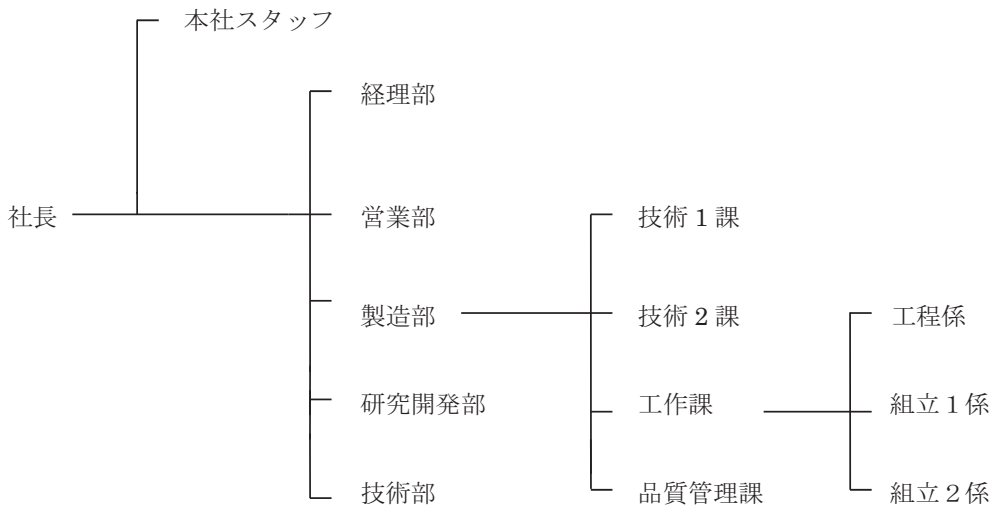 本社スタッフ
経理部
社長
営業部
技術 1 課
製造部
技術 2 課
工程係
研究開発部
工作課
組立 1 係
技術部
品質管理課
組立 2 係